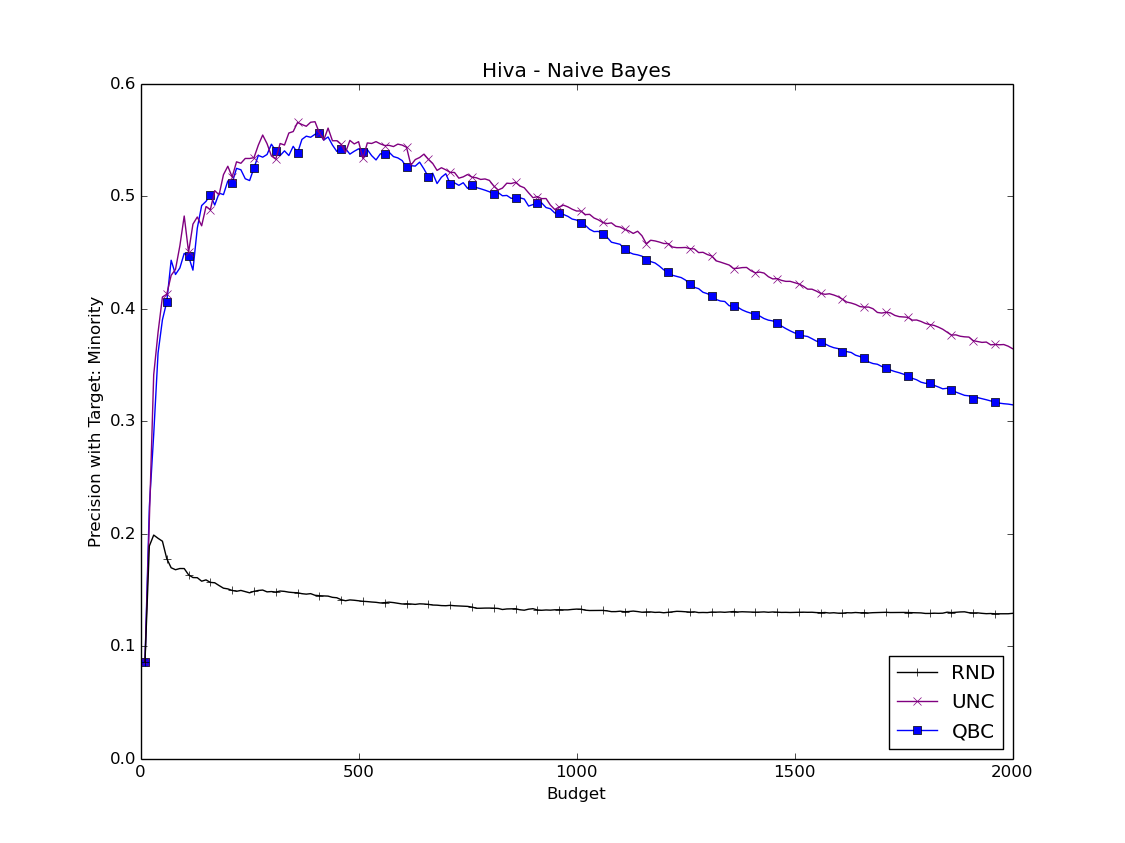 Hiva - Naive Bayes
0.6
0.5
0.4
0.3
0.2
0.1
0.0
Precision with Target: Minority
0 500 1000 1500 2000
Budget
RND
UNC
QBC